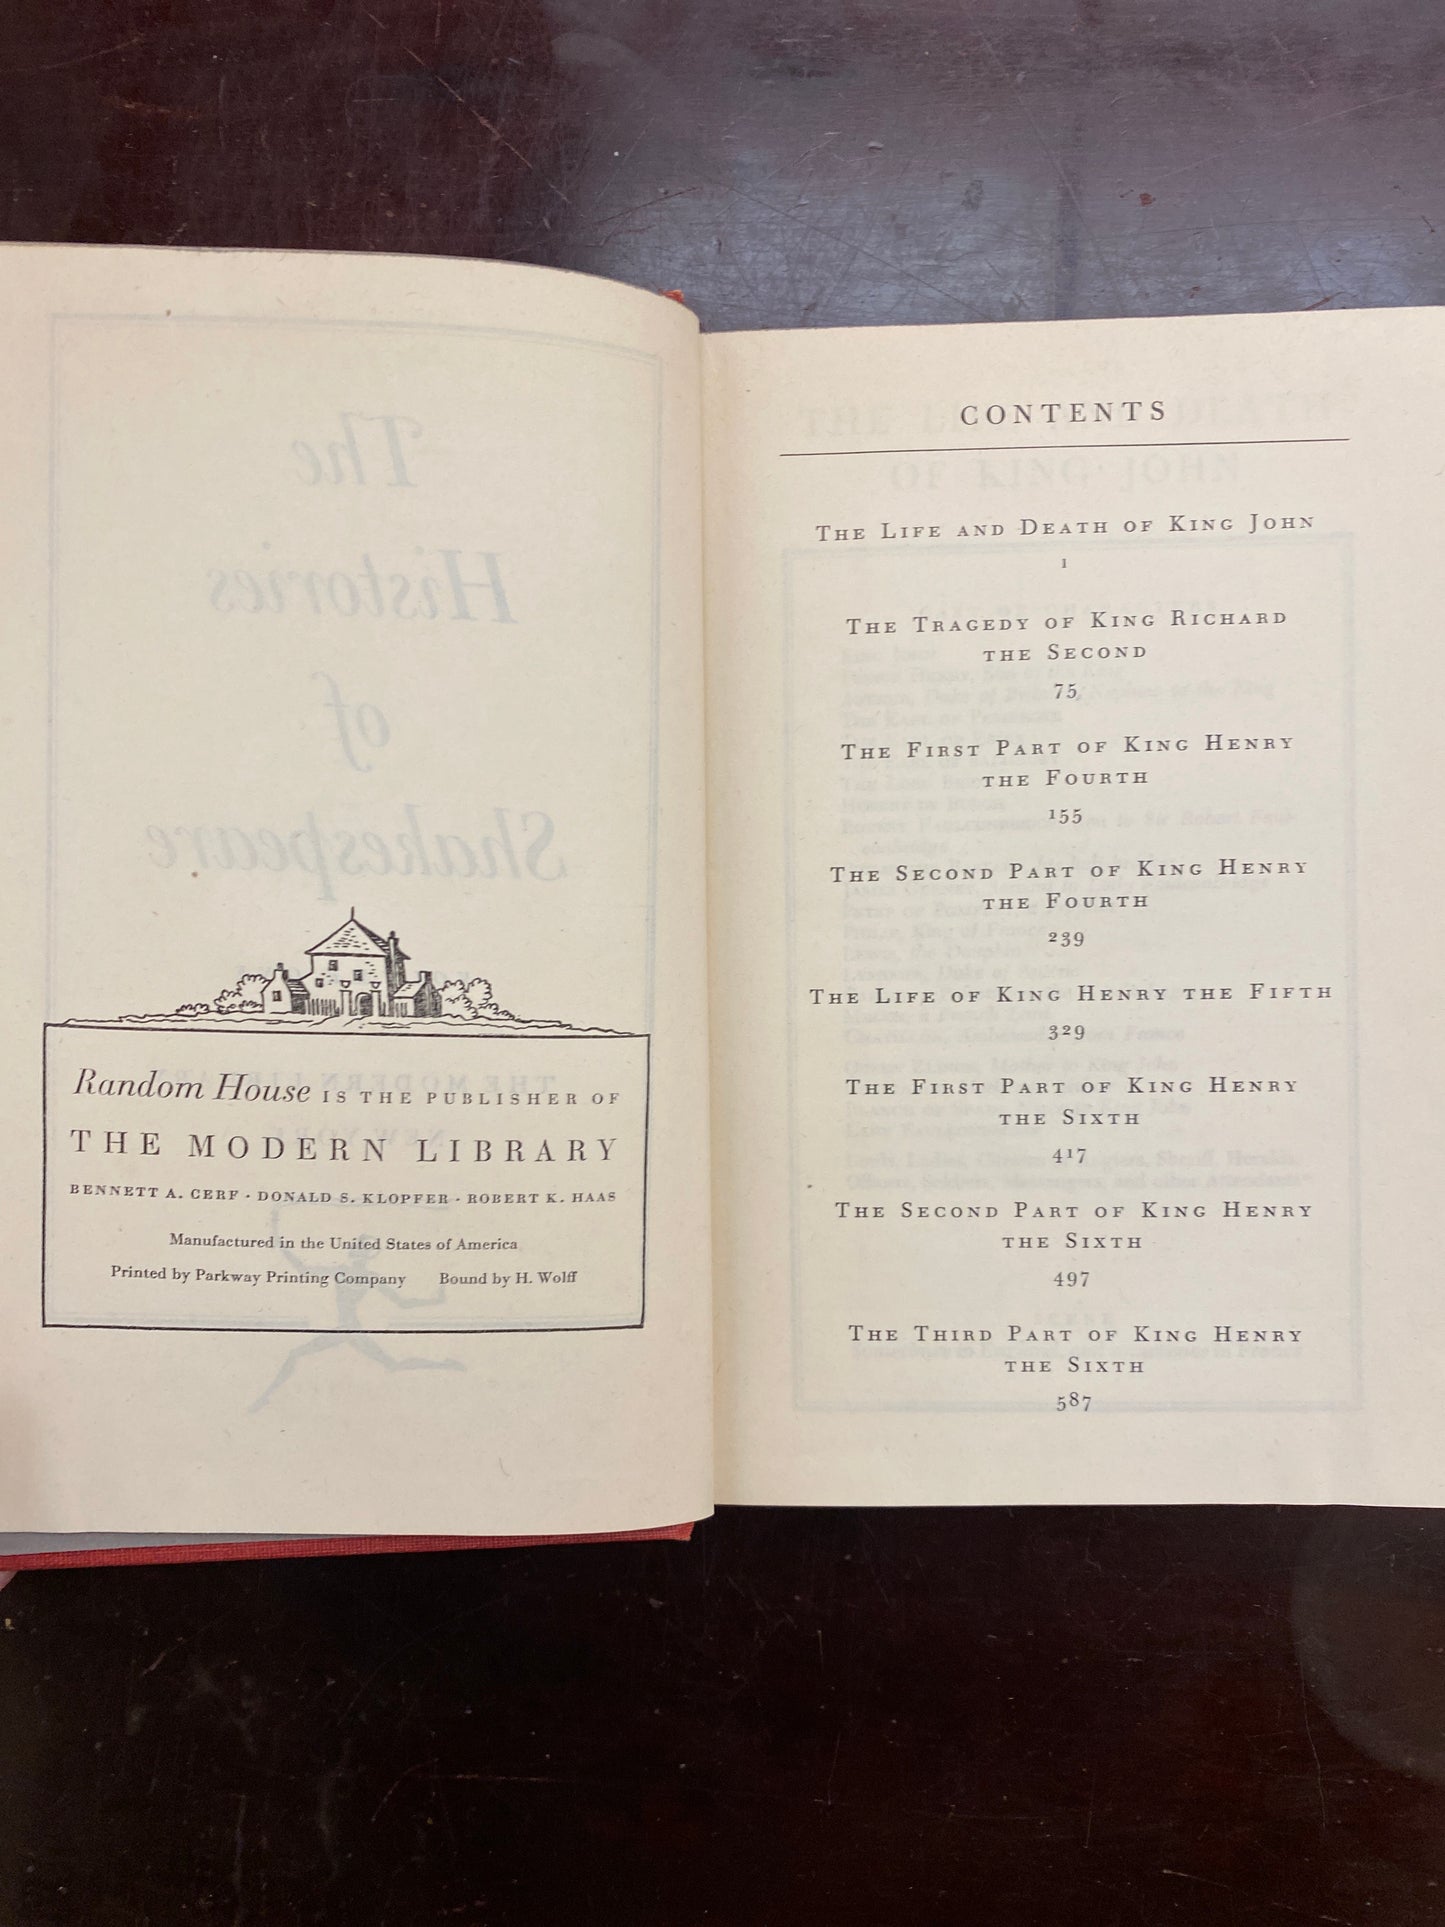 Random House IS THE PUBLISHER OF
THE MODERN LIBRARY
BENNETT A. CERF · DONALD S. KLOPFER · ROBERT K. HAAS
Manufactured in the United States of America
Printed by Parkway Printing Company Bound by H. Wolff
CONTENTS
THE LIFE AND DEATH OF KING JOHN
1
THE TRAGEDY OF KING RICHARD
THE SECOND
75
THE FIRST PART OF KING HENRY
THE FOURTH
155
THE SECOND PART OF KING HENRY
THE FOURTH
239
THE LIFE OF KING HENRY THE FIFTH
329
THE FIRST PART OF KING HENRY
THE SIXTH
417
THE SECOND PART OF KING HENRY
THE SIXTH
497
THE THIRD PART OF KING HENRY
THE SIXTH
587
The
Histories
of
Shakespeare